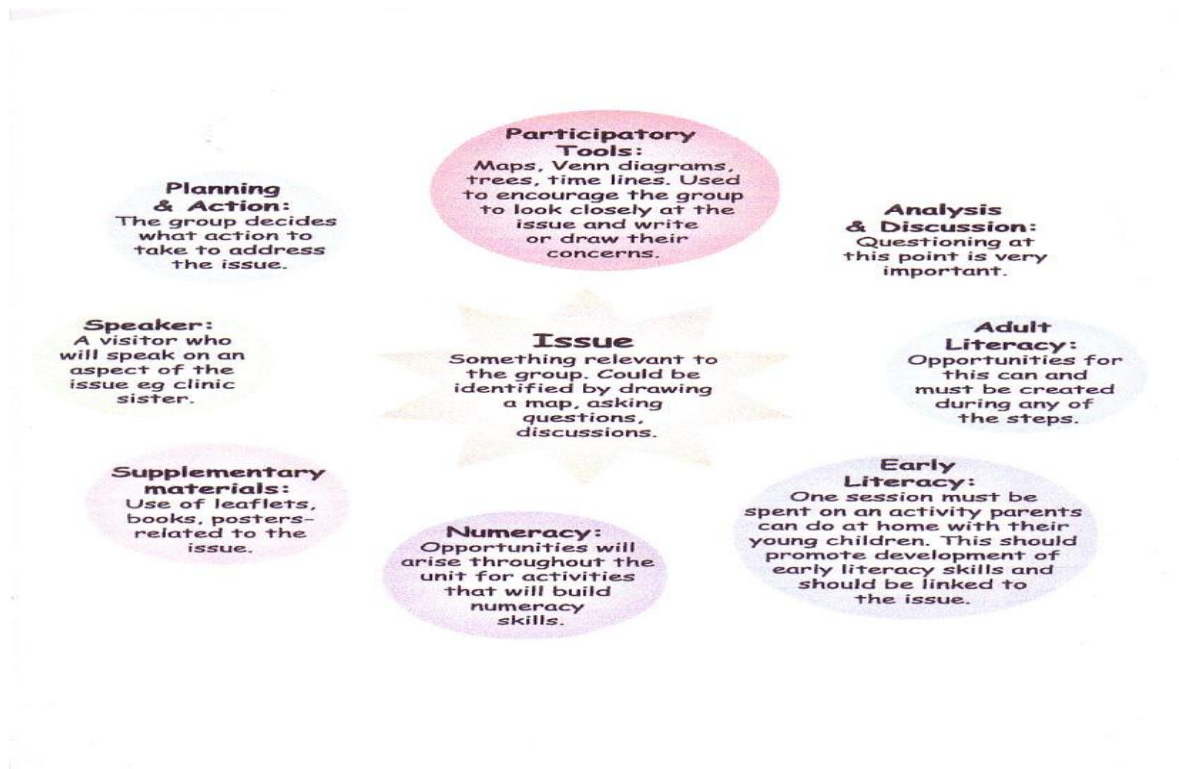 Participatory
Tools:
Maps, Venn diagrams,
trees, time lines. Used
to encourage the group
to look closely at the
issue and write
or draw their
concerns.
Analysis
& Discussion:
Questioning at
this point is very
important.
Adult
Literacy:
Opportunities for
this can and
must be created
during any of
the steps.
Early
Literacy:
One session must be
spent on an activity parents
can do at home with their
young children. This should
promote development of
early literacy skills and
should be linked to
the issue.
Numeracy:
Opportunities will
arise throughout the
unit for activities
that will build
numeracy
skills.
Supplementary
materials:
Use of leaflets,
books, posters-
related to the
issue.
Speaker:
A visitor who
will speak on an
aspect of the
issue eg clinic
sister.
Planning
& Action:
The group decides
what action to
take to address
the issue.
Issue
Something relevant to
the group. Could be
identified by drawing
a map, asking
questions,
discussions.